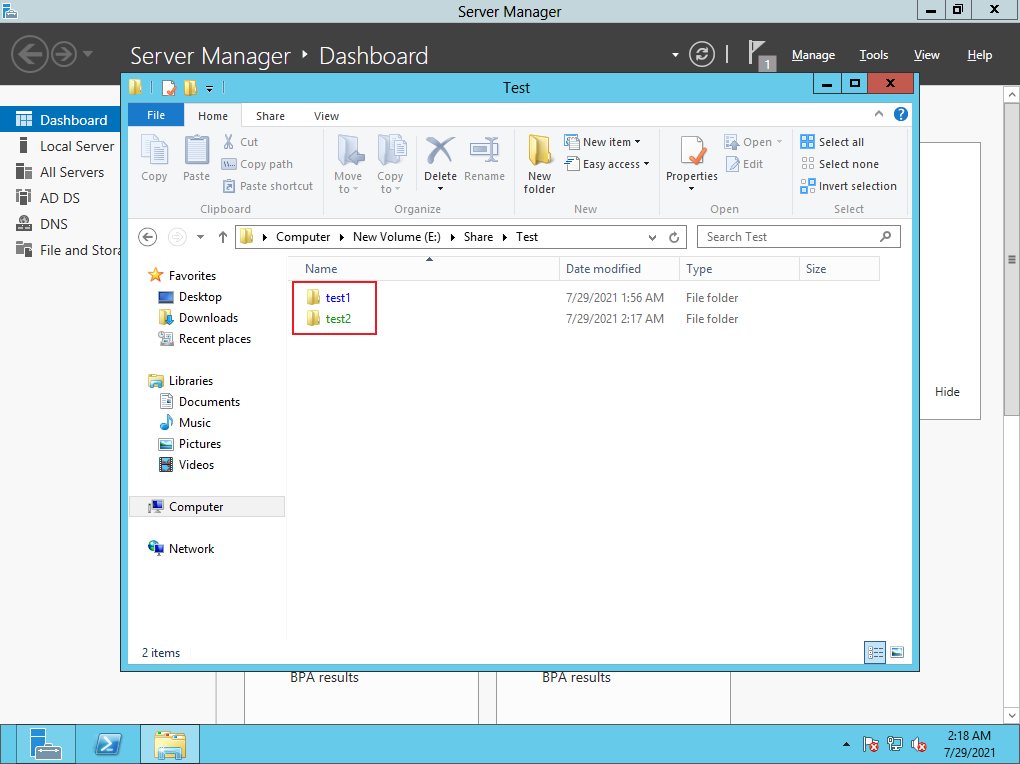 Server Manager
Server Manager • Dashboard
1
Manage Tools View Help
Dashboard
Local Server
All Servers
AD DS
DNS
File and Stora
Test
File Home Share View
Copy
Paste
Cut
Copy path
Paste shortcut
Clipboard
Move to
Copy to
Delete
Rename
Organize
New folder
New item
Easy access
New
Properties
Open
Edit
Open
Select all
Select none
Invert selection
Select
Computer New Volume (E:) Share Test
Search Test
Name Date modified Type Size
test1 7/29/2021 1:56 AM File folder
test2 7/29/2021 2:17 AM File folder
Favorites
Desktop
Downloads
Recent places
Libraries
Documents
Music
Pictures
Videos
Computer
Network
2 items
Hide
BPA results BPA results
2:18 AM
7/29/2021